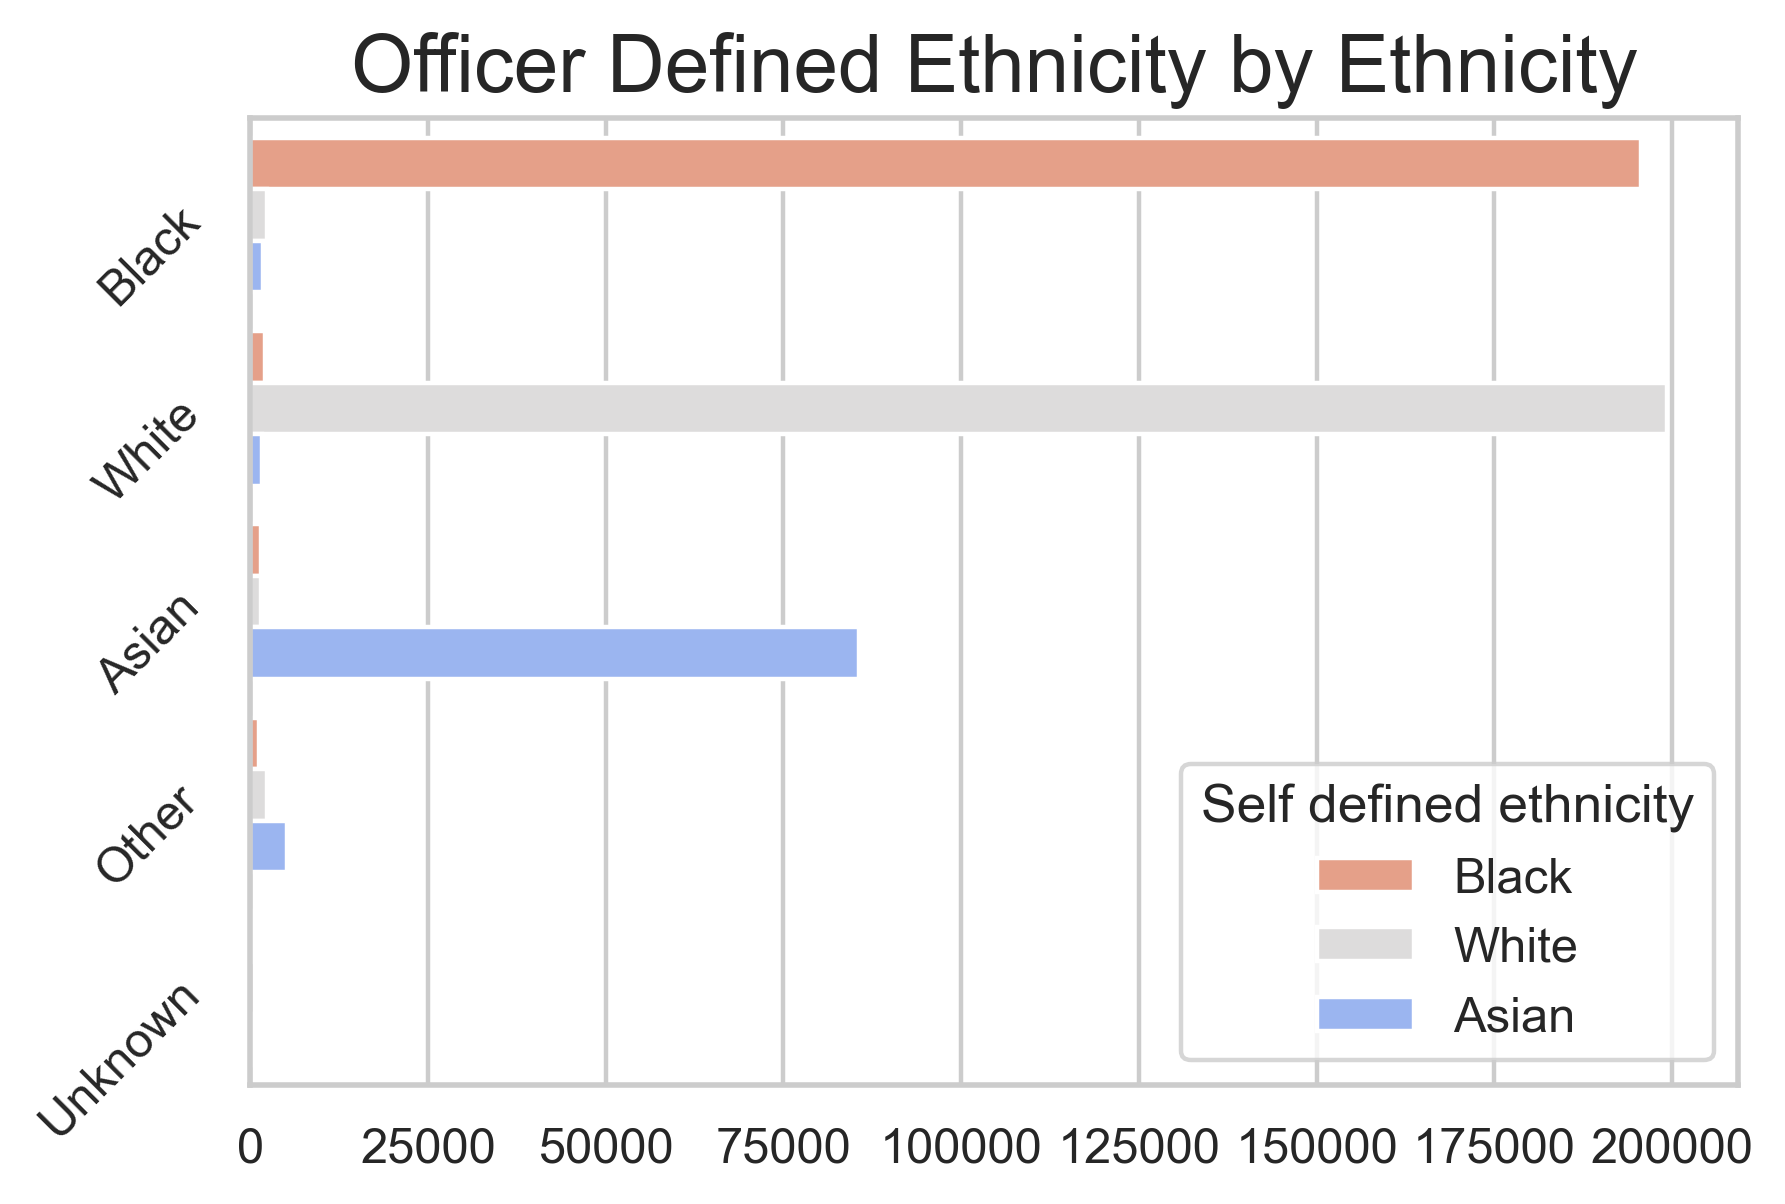 Officer Defined Ethnicity by Ethnicity
Black
White
Asian
Other
Unknown
Self defined ethnicity
Black
White
Asian
0 25000 50000 75000 100000 125000 150000 175000 200000